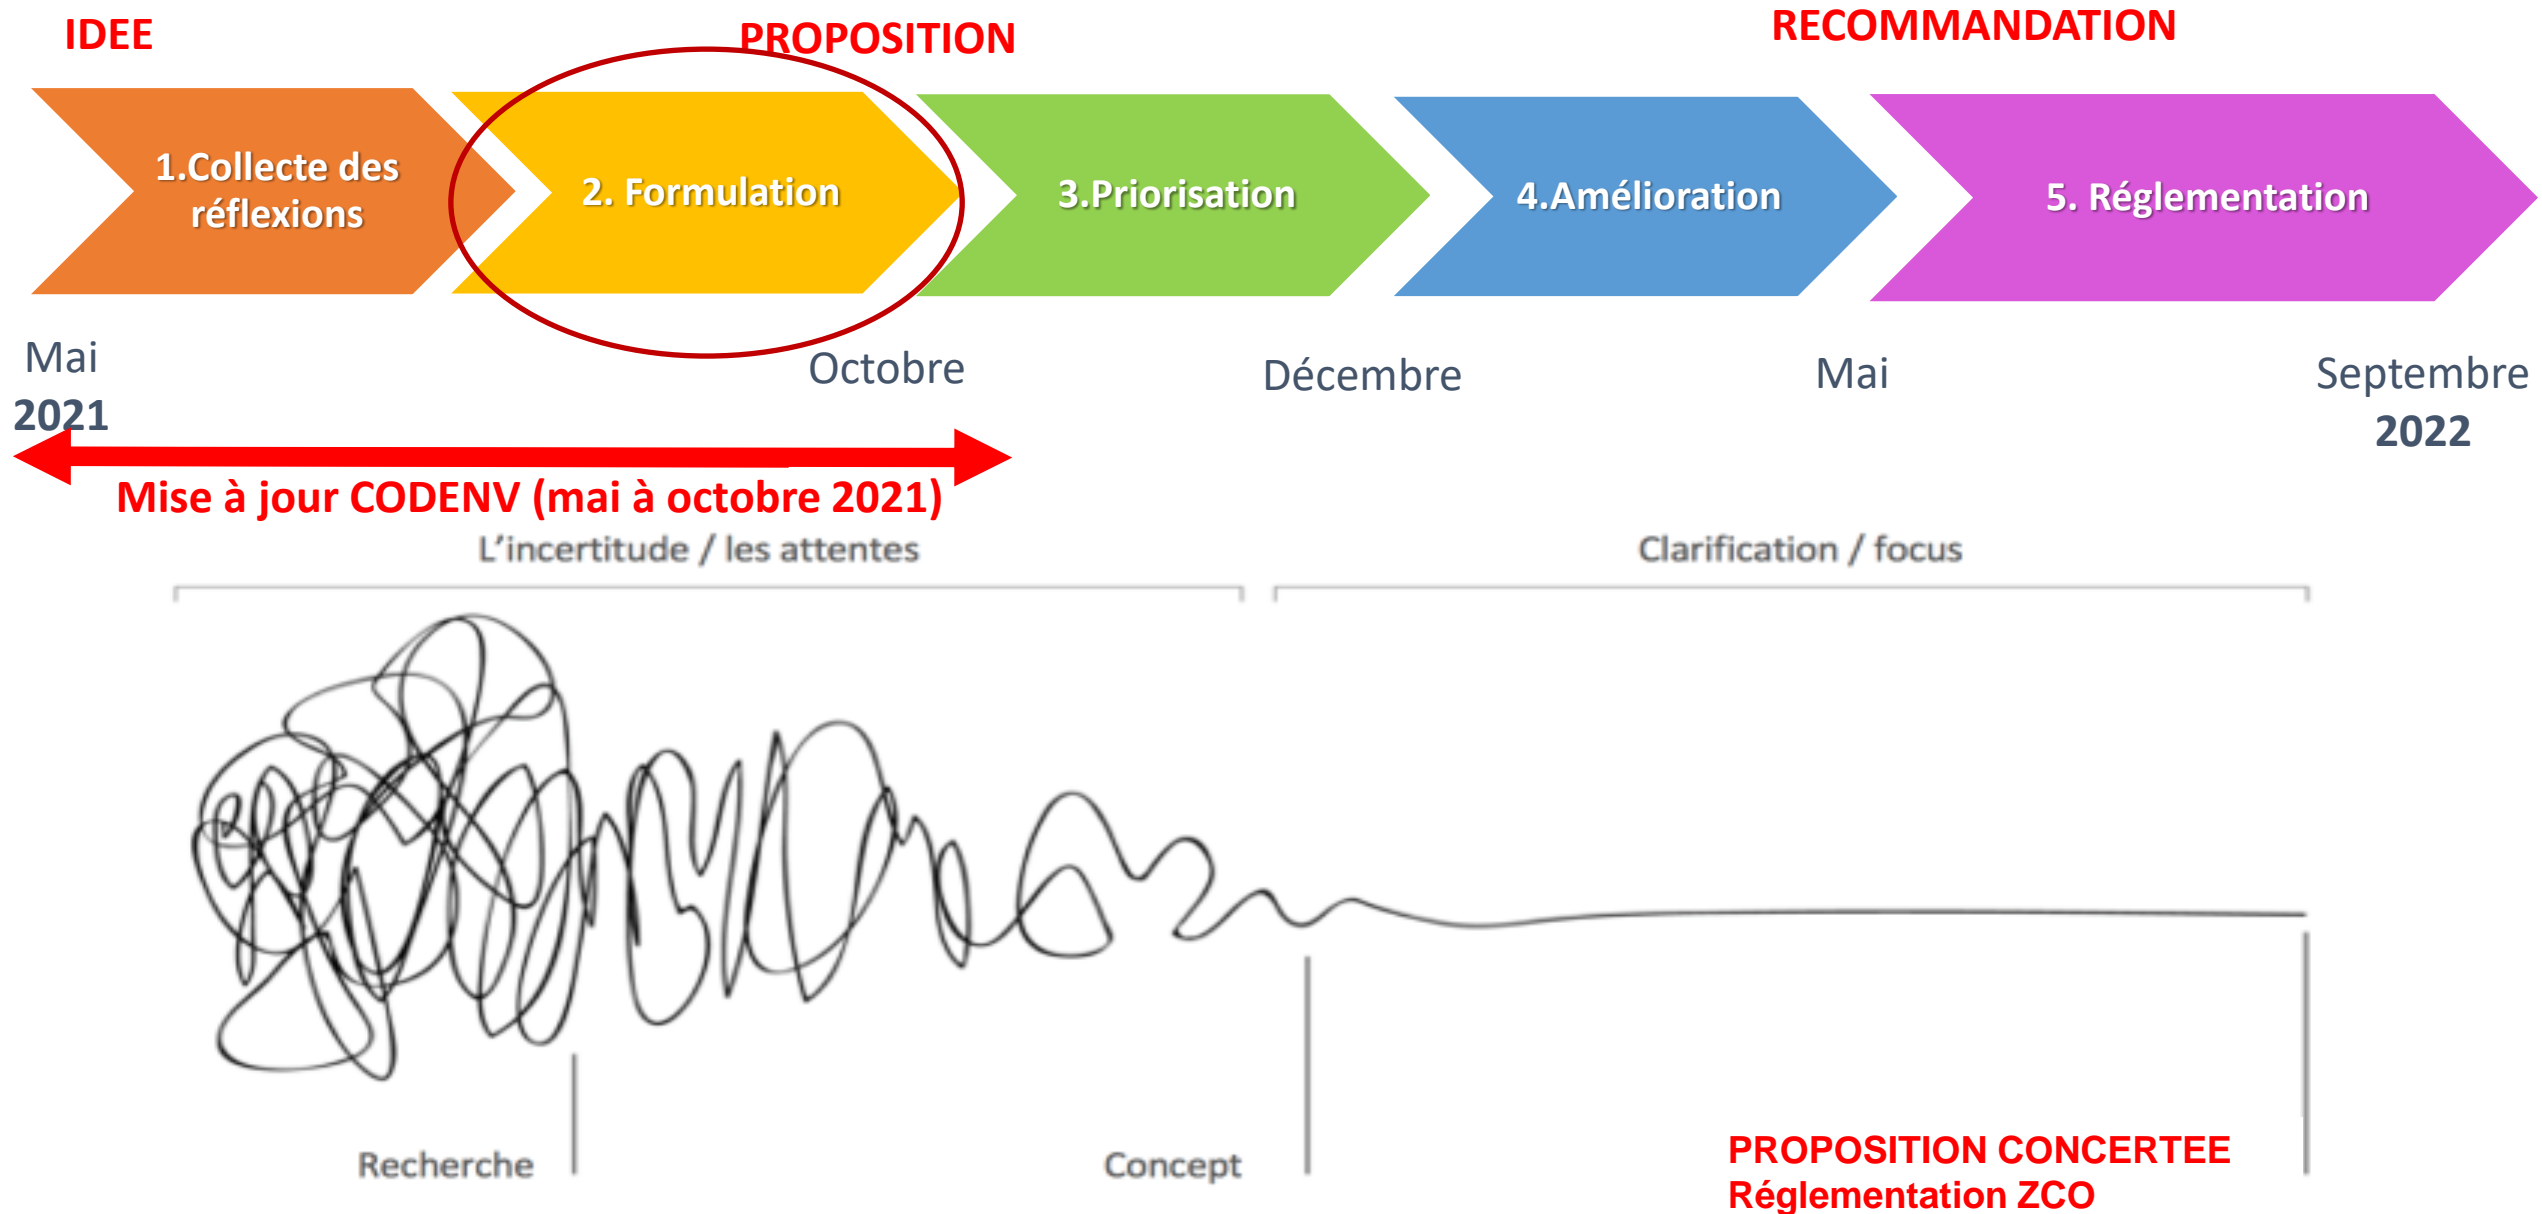 IDEE
PROPOSITION
RECOMMANDATION
1.Collecte des
réflexions
2. Formulation
3.Priorisation
4.Amélioration
5. Réglementation
Mai
2021
Octobre
Décembre
Mai
Septembre
2022
Mise à jour CODENV (mai à octobre 2021)
L'incertitude / les attentes
Clarification / focus
Recherche
Concept
PROPOSITION CONCERTEE
Réglementation ZCO